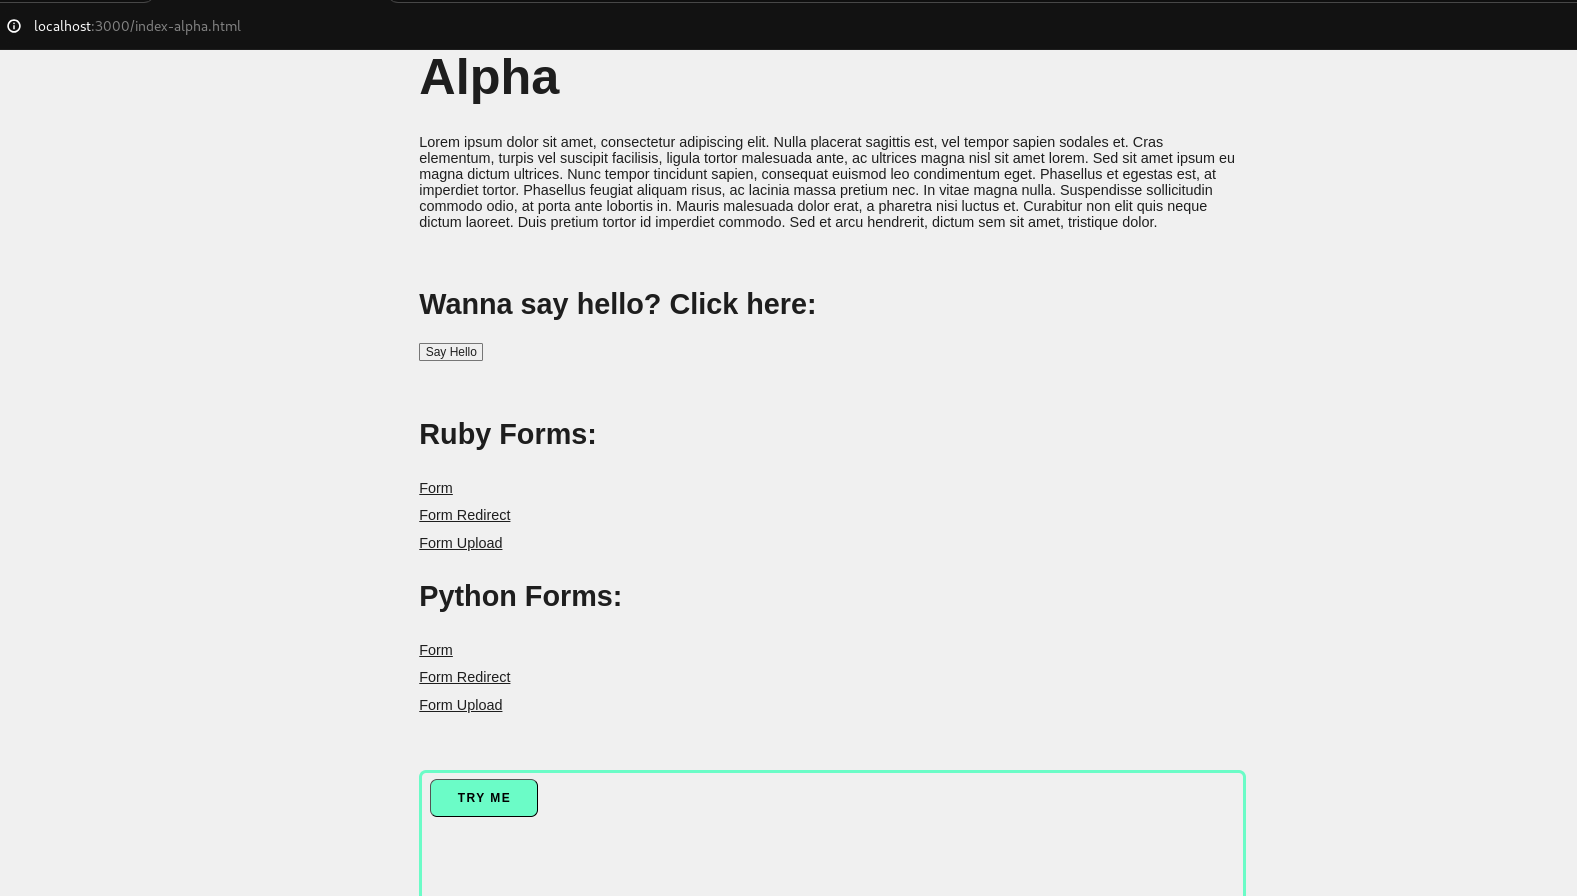 localhost:3000/index-alpha.html
Alpha
Lorem ipsum dolor sit amet, consectetur adipiscing elit. Nulla placerat sagittis est, vel tempor sapien sodales et. Cras
elementum, turpis vel suscipit facilisis, ligula tortor malesuada ante, ac ultrices magna nisl sit amet lorem. Sed sit amet ipsum eu
magna dictum ultrices. Nunc tempor tincidunt sapien, consequat euismod leo condimentum eget. Phasellus et egestas est, at
imperdiet tortor. Phasellus feugiat aliquam risus, ac lacinia massa pretium nec. In vitae magna nulla. Suspendisse sollicitudin
commodo odio, at porta ante lobortis in. Mauris malesuada dolor erat, a pharetra nisi luctus et. Curabitur non elit quis neque
dictum laoreet. Duis pretium tortor id imperdiet commodo. Sed et arcu hendrerit, dictum sem sit amet, tristique dolor.
Wanna say hello? Click here:
Say Hello
Ruby Forms:
Form
Form Redirect
Form Upload
Python Forms:
Form
Form Redirect
Form Upload
TRY ME